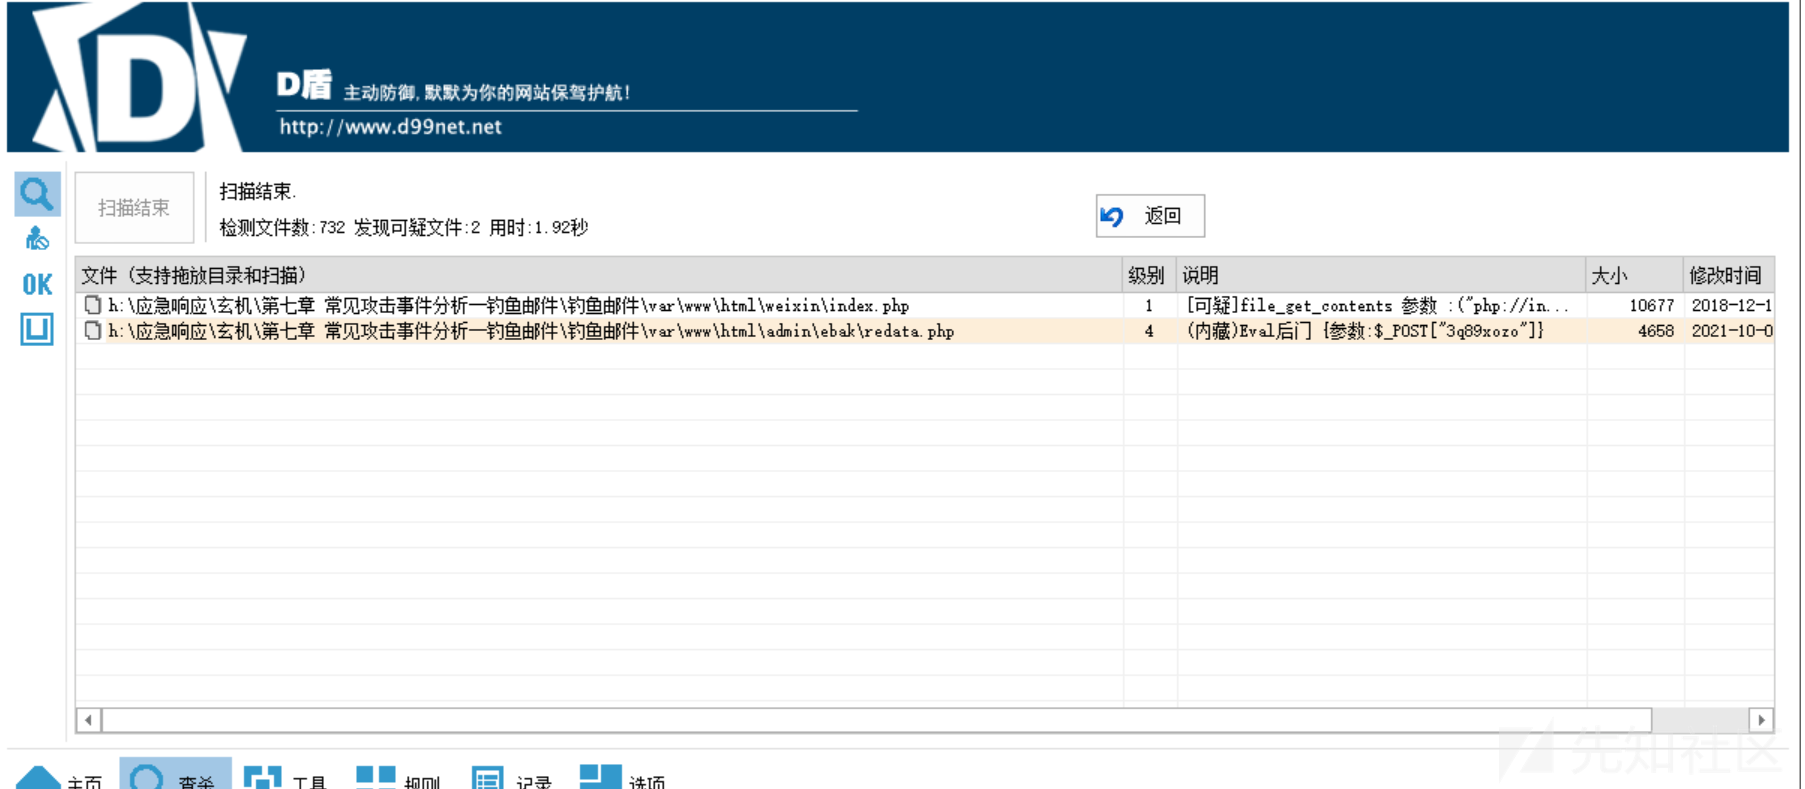 D
D盾 主动防御,默默为你的网站保驾护航!
http://www.d99net.net
扫描结束
扫描结束.
检测文件数:732 发现可疑文件:2 用时:1.92秒
返回
OK
文件（支持拖放目录和扫描） 级别 说明 大小 修改时间
h:\应急响应\玄机\第七章 常见攻击事件分析—钓鱼邮件\钓鱼邮件\var\www\html\weixin\index.php 1 [可疑]file_get_contents 参数 :("php://in... 10677 2018-12-1
h:\应急响应\玄机\第七章 常见攻击事件分析—钓鱼邮件\钓鱼邮件\var\www\html\admin\ebak\redata.php 4 (内藏)Eval后门 {参数:$_POST["3q89xozo"]} 4658 2021-10-0
先知社区
主页 查杀 工具 规则 记录 选项